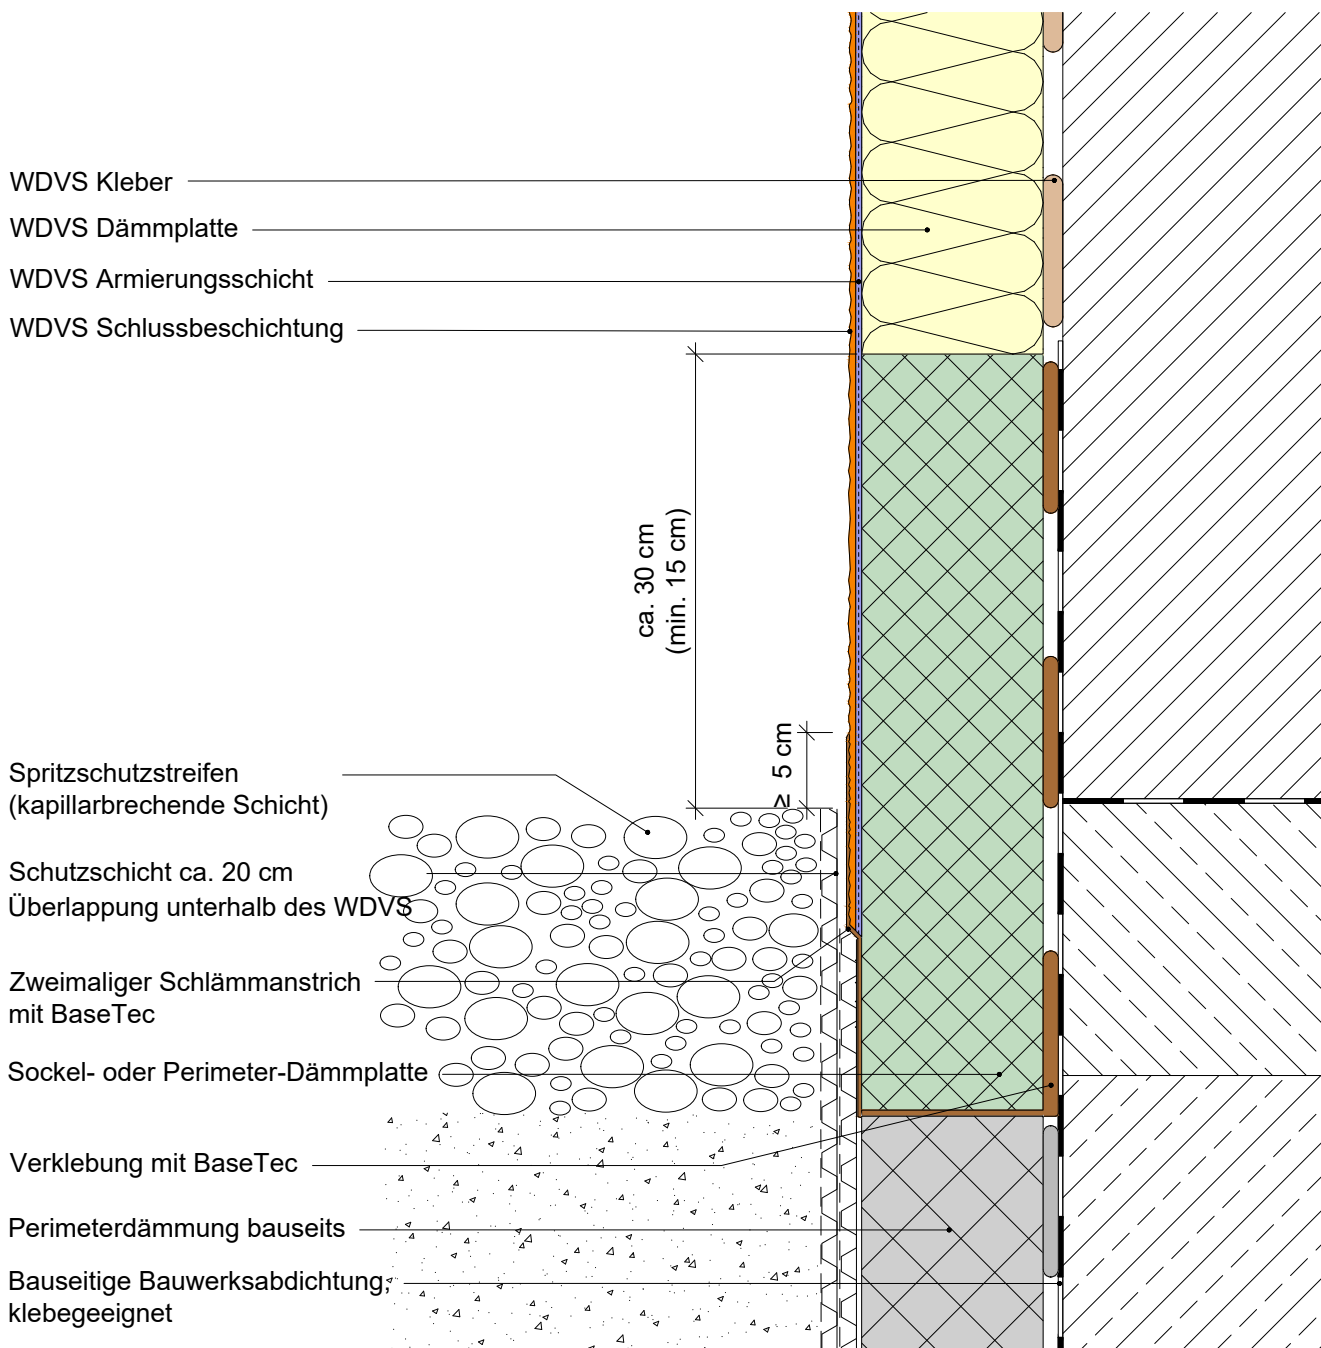 WDVS Kleber
WDVS Dämmplatte
WDVS Armierungsschicht
WDVS Schlussbeschichtung
ca. 30 cm
(min. 15 cm)
≥ 5 cm
Spritzschutzstreifen
(kapillarbrechende Schicht)
Schutzschicht ca. 20 cm
Überlappung unterhalb des WDVS
Zweimaliger Schlämmanstrich
mit BaseTec
Sockel- oder Perimeter-Dämmplatte
Verklebung mit BaseTec
Perimeterdämmung bauseits
Bauseitige Bauwerksabdichtung,
klebegeeignet